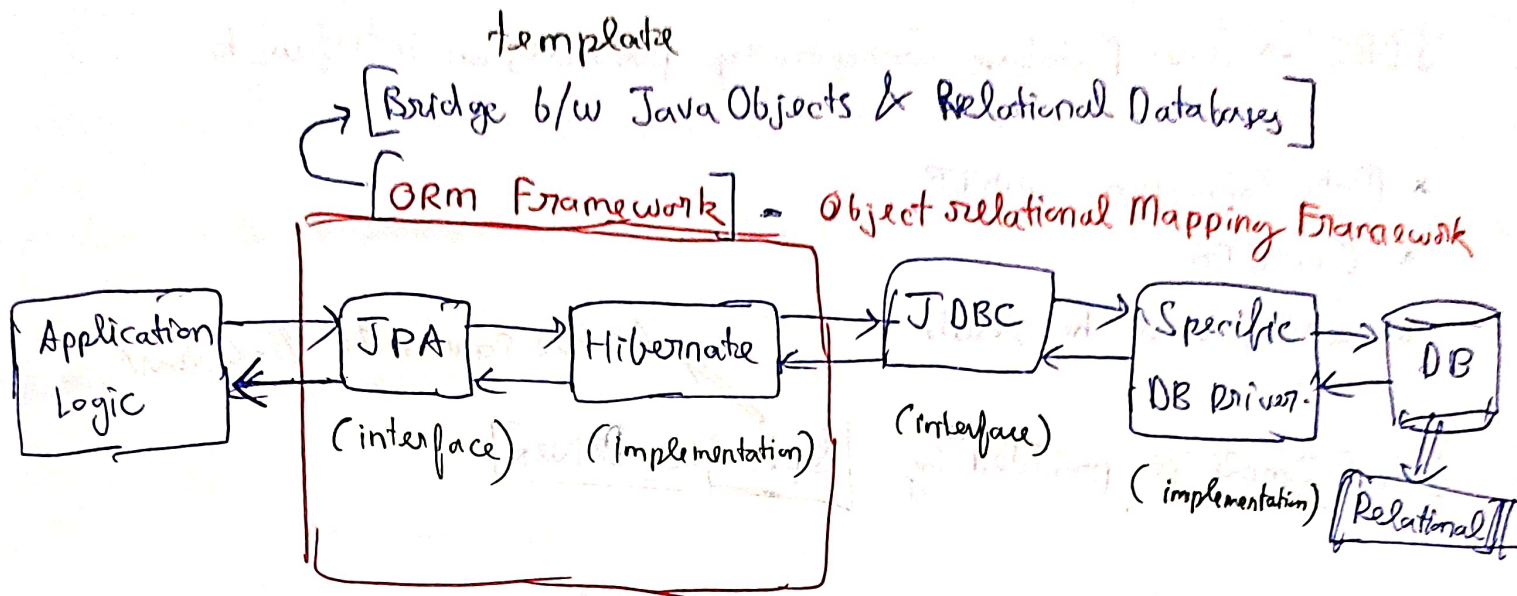 template
[Bridge b/w Java Objects & Relational Databases]
[ORM Framework] - Object relational Mapping Framework
Application
Logic
JPA
(interface)
Hibernate
(implementation)
JDBC
(interface)
Specific
DB Driver.
(implementation)
DB
Relational